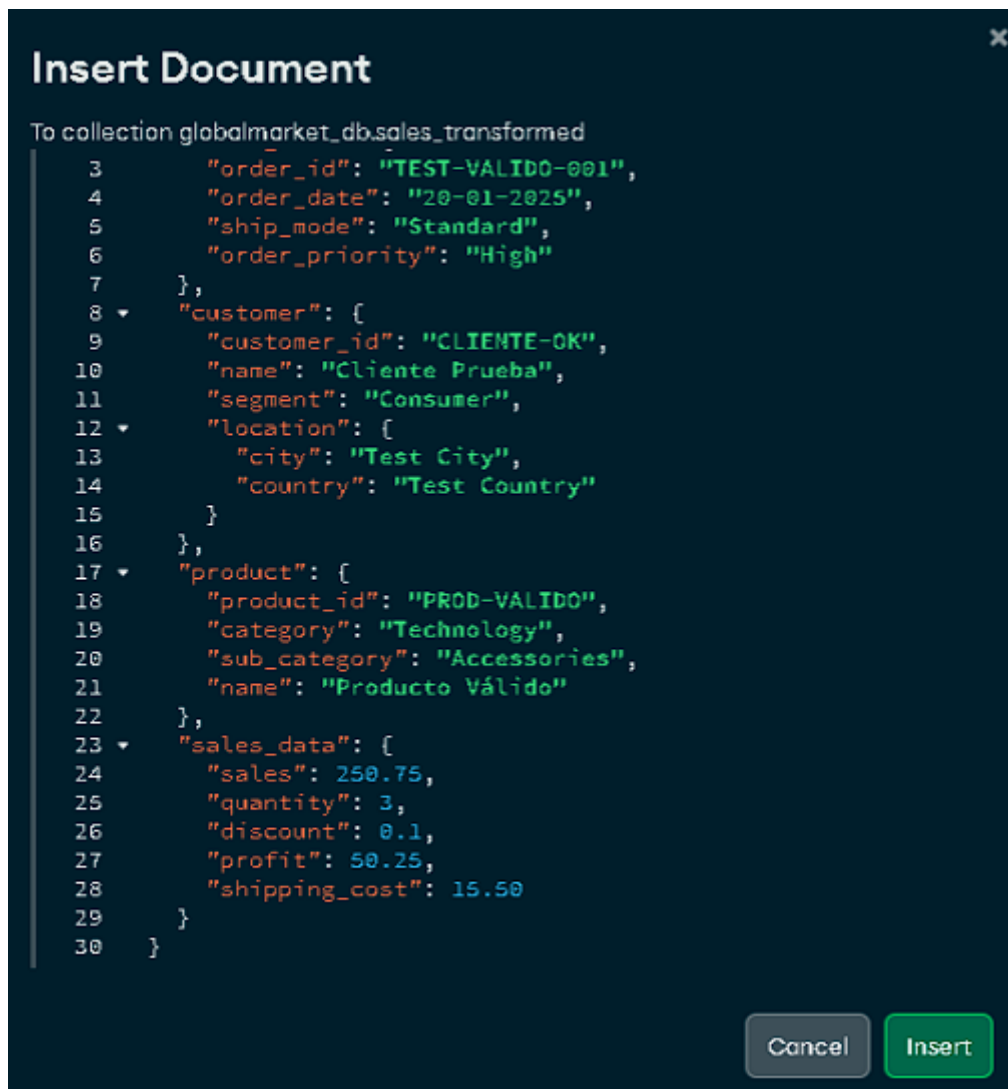 Insert Document
To collection globalmarket_db.sales_transformed
3 "order_id": "TEST-VALIDO-001",
4 "order_date": "20-01-2025",
5 "ship_mode": "Standard",
6 "order_priority": "High"
7 },
8 "customer": {
9 "customer_id": "CLIENTE-OK",
10 "name": "Cliente Prueba",
11 "segment": "Consumer",
12 "location": {
13 "city": "Test City",
14 "country": "Test Country"
15 }
16 },
17 "product": {
18 "product_id": "PROD-VALIDO",
19 "category": "Technology",
20 "sub_category": "Accessories",
21 "name": "Producto Válido"
22 },
23 "sales_data": {
24 "sales": 250.75,
25 "quantity": 3,
26 "discount": 0.1,
27 "profit": 50.25,
28 "shipping_cost": 15.50
29 }
30 }
Cancel Insert